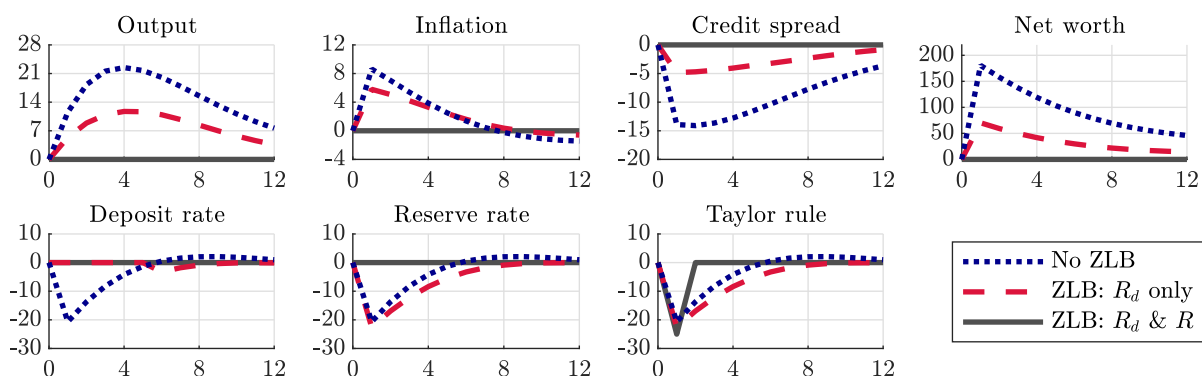 Output
Inflation
Credit spread
Net worth
28
21
14
7
0
0 4 8 12
12
8
4
0
-4
0 4 8 12
0
-5
-10
-15
-20
0 4 8 12
200
150
100
50
0
0 4 8 12
Deposit rate
Reserve rate
Taylor rule
10
0
-10
-20
-30
0 4 8 12
10
0
-10
-20
-30
0 4 8 12
10
0
-10
-20
-30
0 4 8 12
No ZLB
ZLB: R_d only
ZLB: R_d & R